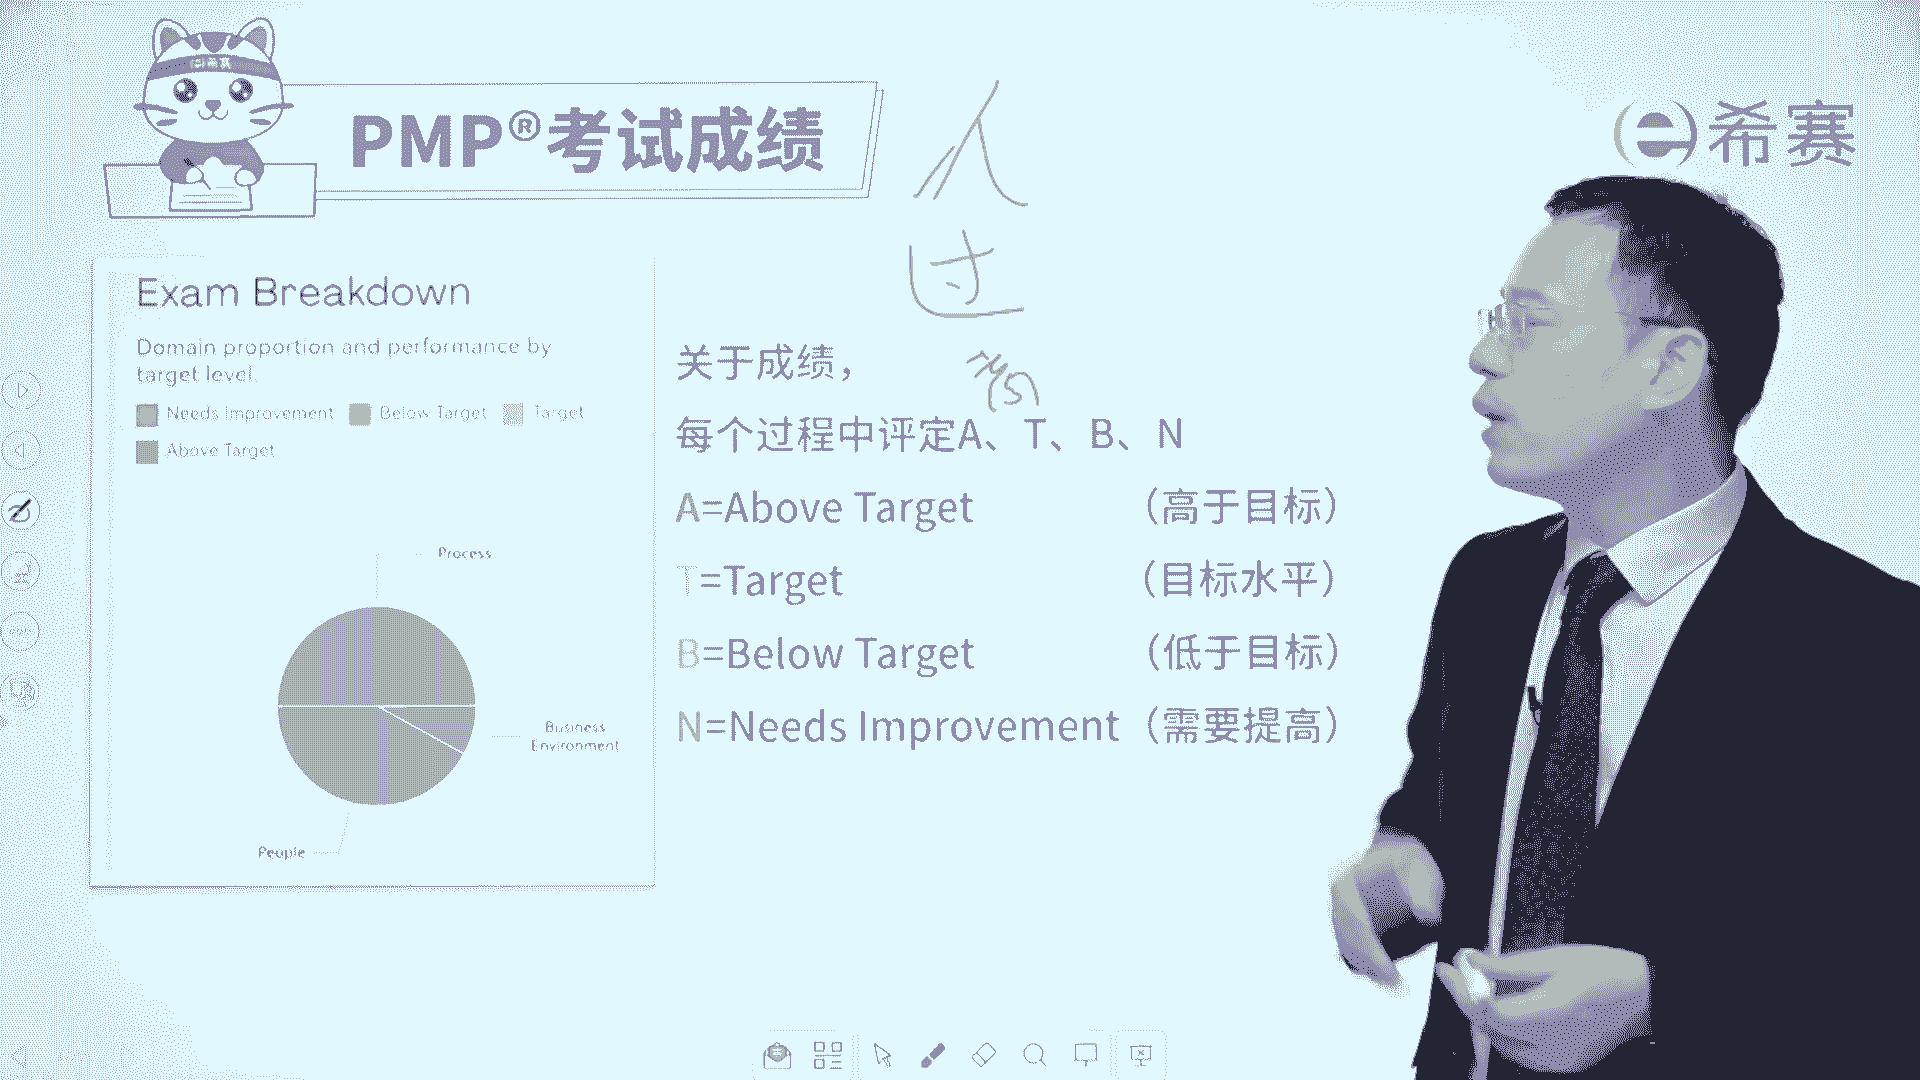 希赛
PMP®考试成绩
希赛
人
过
Exam Breakdown
Domain proportion and performance by
target level.
Needs Improvement Below Target Target
Above Target
Process
Business
Environment
People
关于成绩，
每个过程中评定A、T、B、N
A=Above Target （高于目标）
T=Target （目标水平）
B=Below Target （低于目标）
N=Needs Improvement （需要提高）